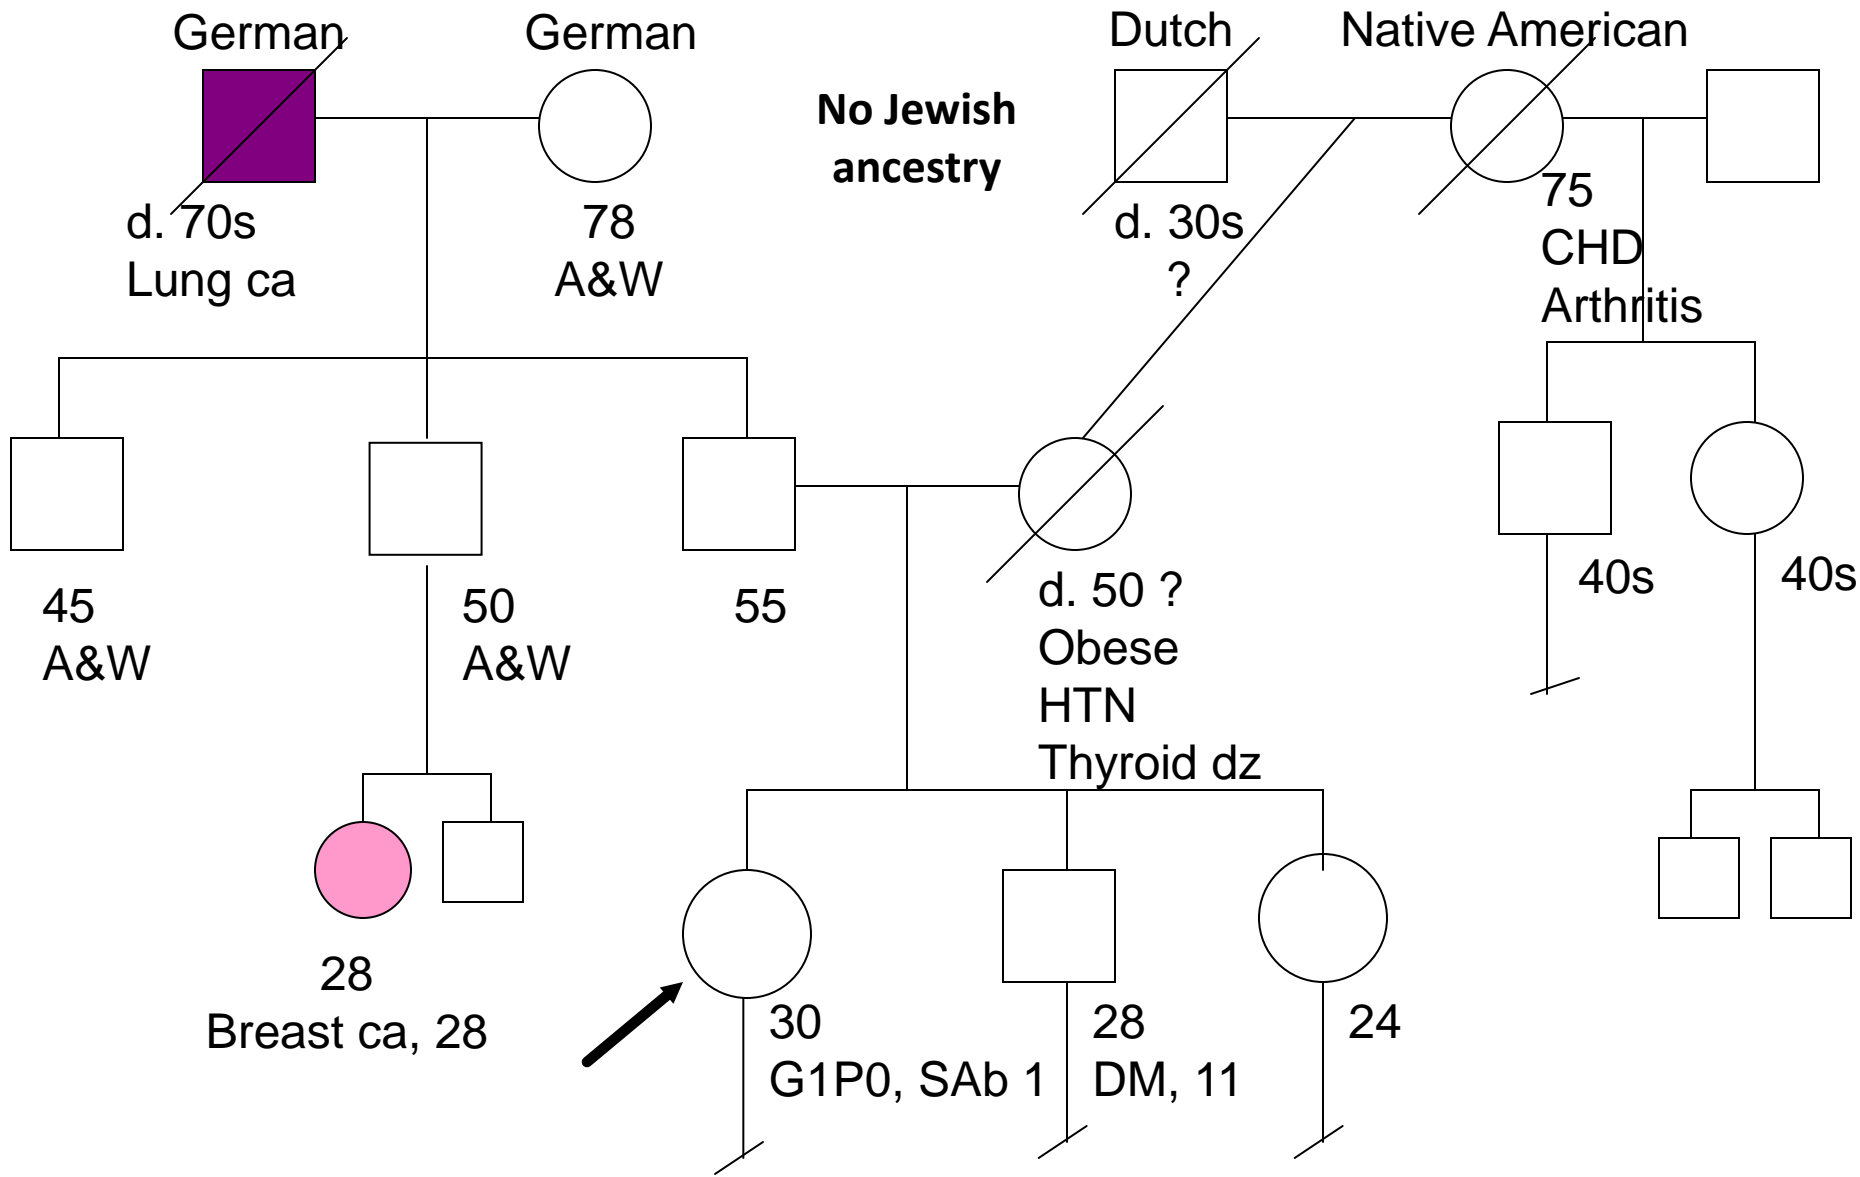 German
German
Dutch
Native American
No Jewish
ancestry
d. 70s
Lung ca
78
A&W
d. 30s
?
75
CHD
Arthritis
45
A&W
50
A&W
55
d. 50 ?
Obese
HTN
Thyroid dz
40s
40s
28
Breast ca, 28
30
G1P0, SAb 1
28
DM, 11
24